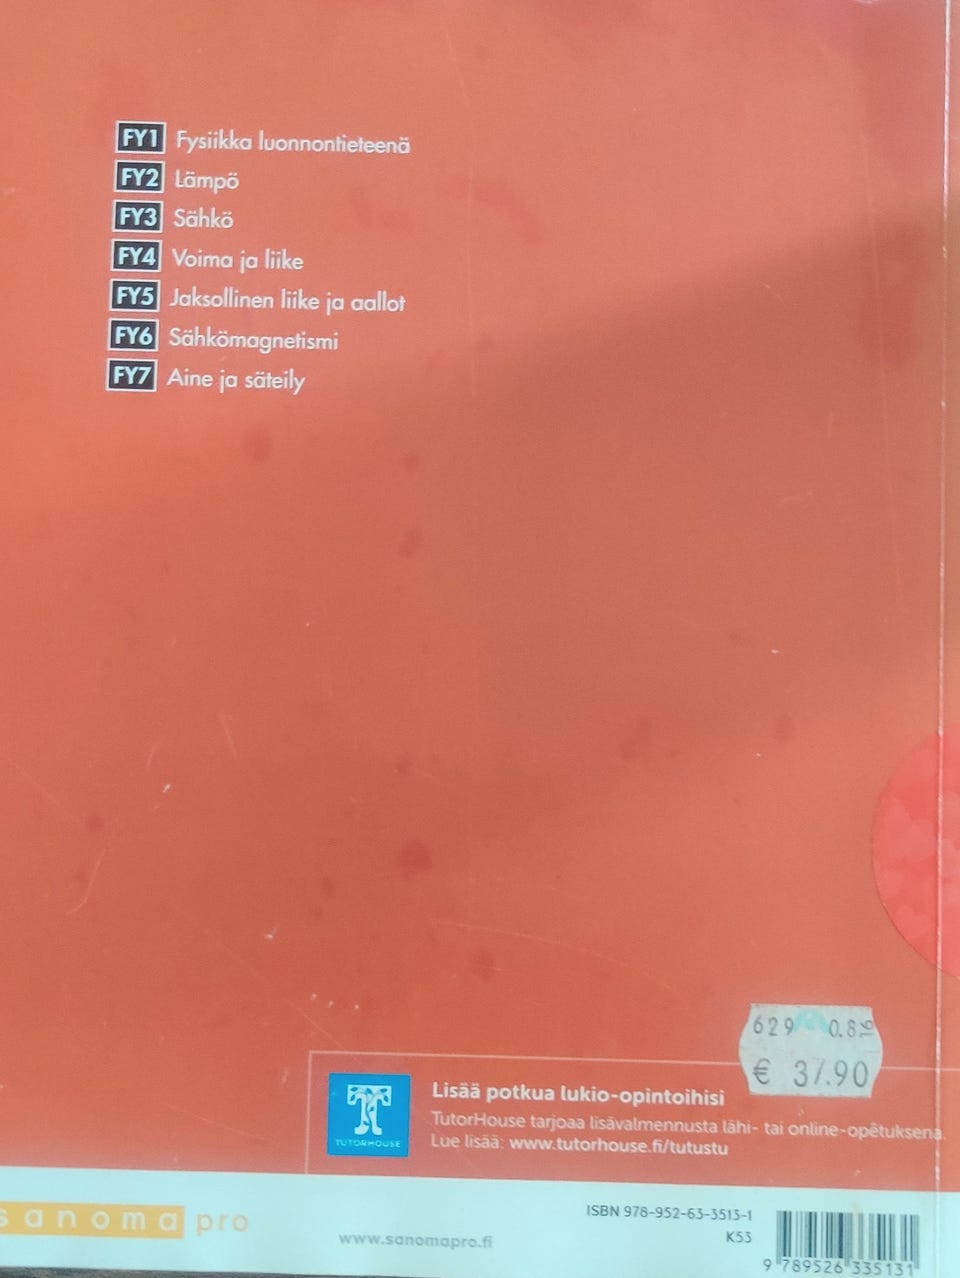 FY1 Fysiikka luonnontieteenä
FY2 Lämpö
FY3 Sähkö
FY4 Voima ja liike
FY5 Jaksollinen liike ja aallot
FY6 Sähkömagnetismi
FY7 Aine ja säteily
629 0.8
€ 37.90
TUTORHOUSE
Lisää potkua lukio-opintoihisi
TutorHouse tarjoaa lisävalmennusta lähi- tai online-opetuksena.
Lue lisää: www.tutorhouse.fi/tutustu
sanoma pro
www.sanomapro.fi
ISBN 978-952-63-3513-1
K53
9 789526 335131